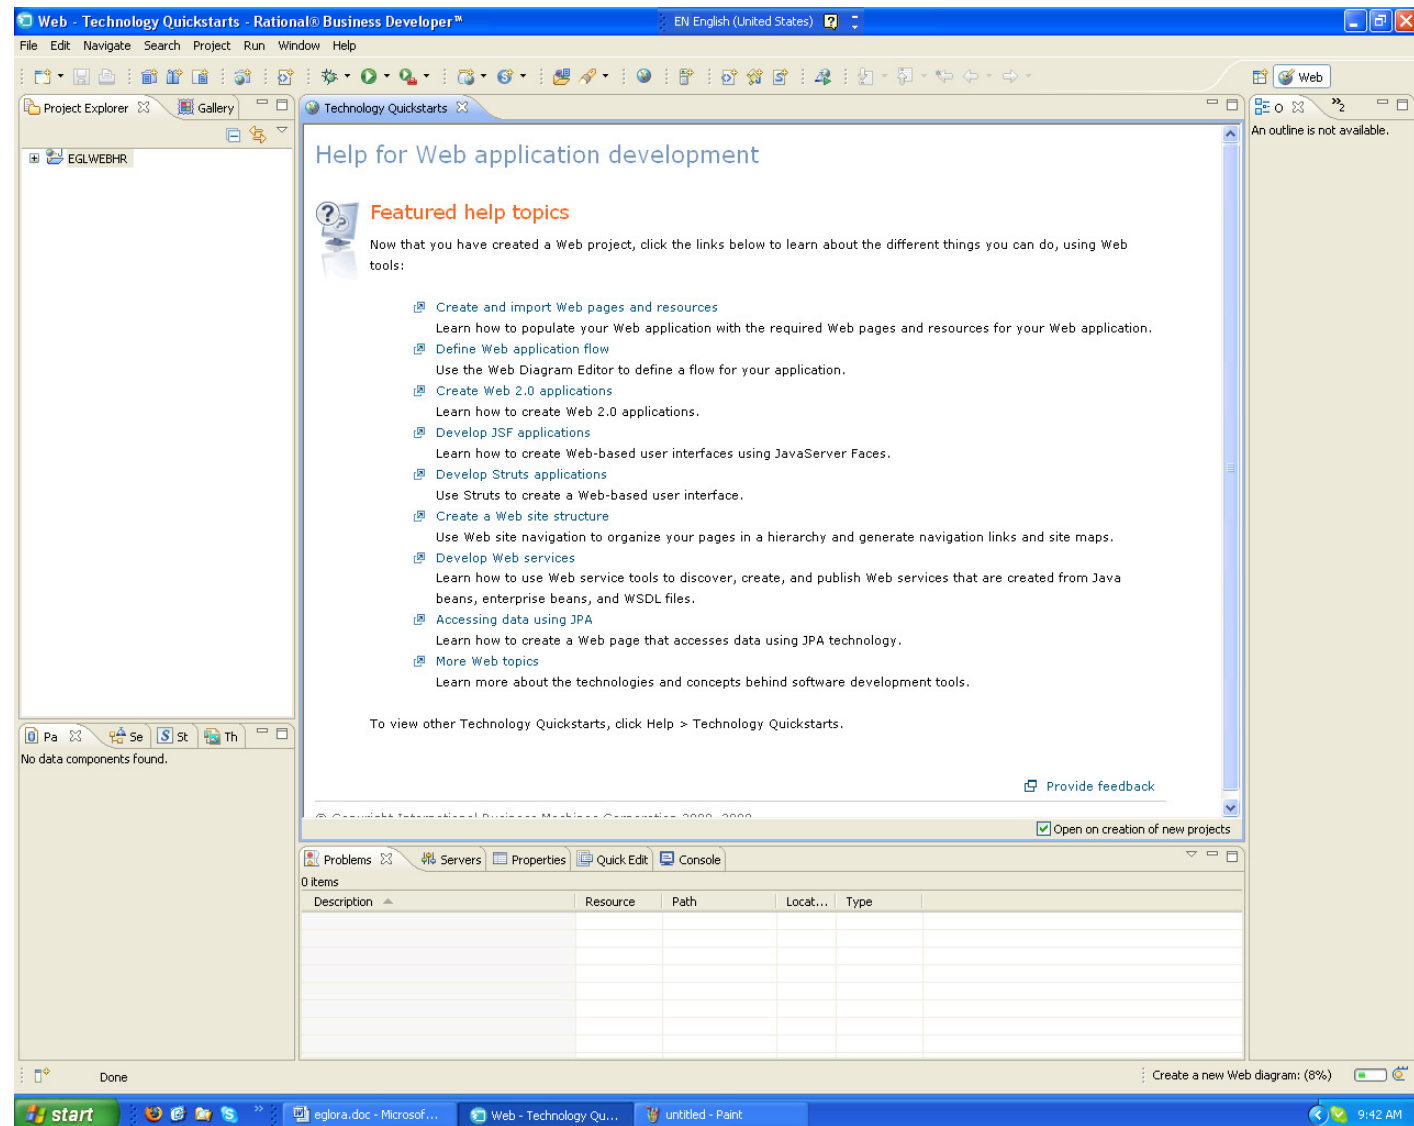 Web - Technology Quickstarts - Rational® Business Developer™
EN English (United States)
File Edit Navigate Search Project Run Window Help
Web
Project Explorer
Gallery
Technology Quickstarts
O
»2
An outline is not available.
EGLWEBHR
Help for Web application development
Featured help topics
Now that you have created a Web project, click the links below to learn about the different things you can do, using Web
tools:
Create and import Web pages and resources
Learn how to populate your Web application with the required Web pages and resources for your Web application.
Define Web application flow
Use the Web Diagram Editor to define a flow for your application.
Create Web 2.0 applications
Learn how to create Web 2.0 applications.
Develop JSF applications
Learn how to create Web-based user interfaces using JavaServer Faces.
Develop Struts applications
Use Struts to create a Web-based user interface.
Create a Web site structure
Use Web site navigation to organize your pages in a hierarchy and generate navigation links and site maps.
Develop Web services
Learn how to use Web service tools to discover, create, and publish Web services that are created from Java
beans, enterprise beans, and WSDL files.
Accessing data using JPA
Learn how to create a Web page that accesses data using JPA technology.
More Web topics
Learn more about the technologies and concepts behind software development tools.
To view other Technology Quickstarts, click Help > Technology Quickstarts.
Provide feedback
© Copyright International Business Machines Corporation 2000, 2009
Open on creation of new projects
Pa Se St Th
No data components found.
Problems Servers Properties Quick Edit Console
0 items
Description Resource Path Locat... Type
Done
Create a new Web diagram: (8%)
start
eglora.doc - Microsof...
Web - Technology Qu...
untitled - Paint
9:42 AM